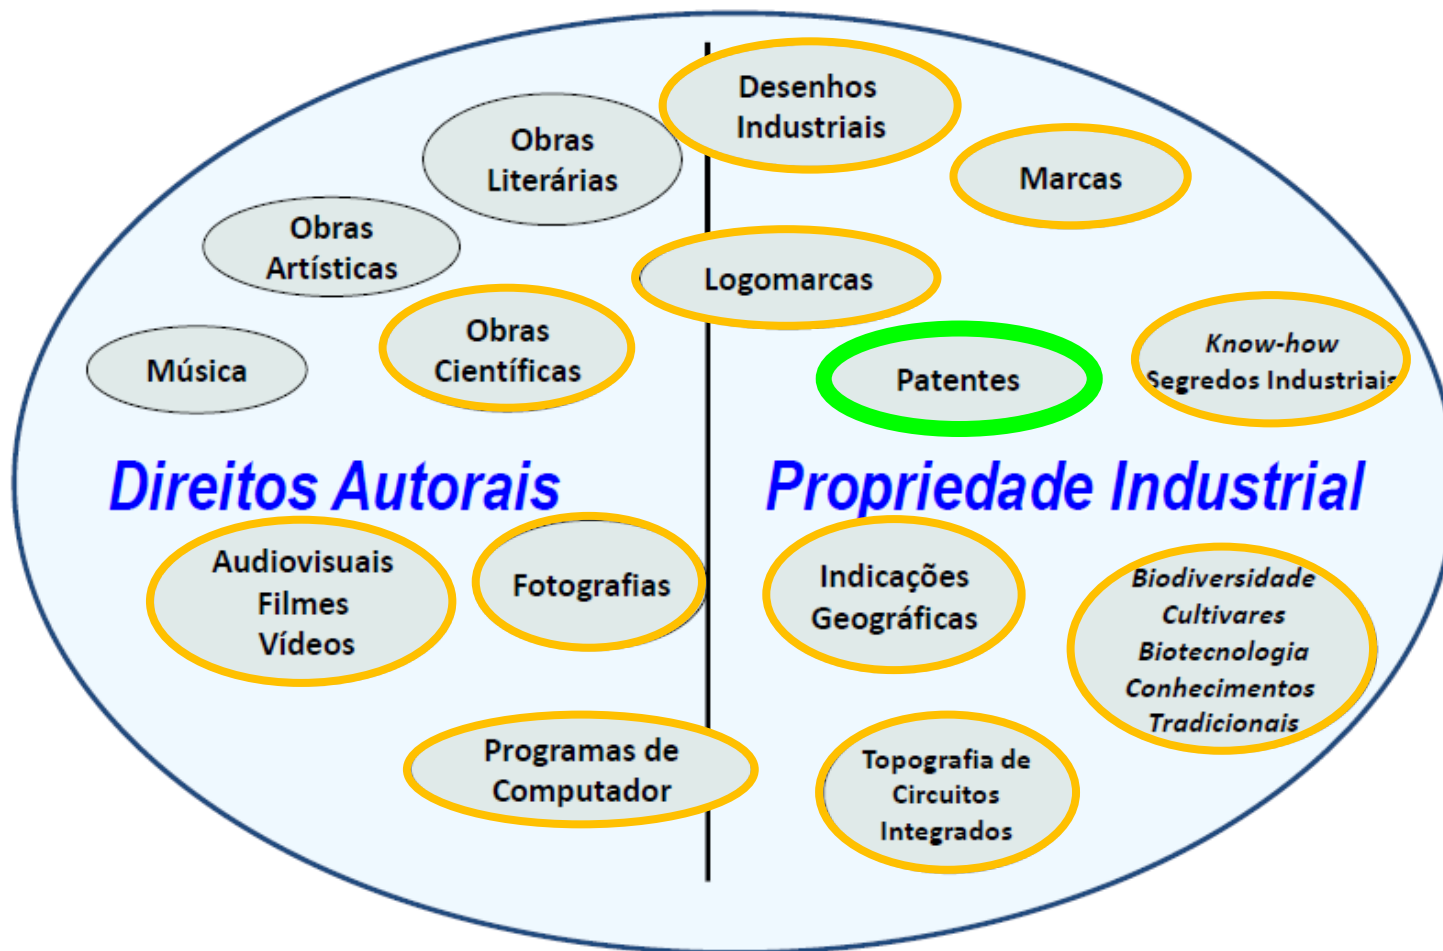 Desenhos
Industriais
Obras
Literárias
Marcas
Obras
Artísticas
Logomarcas
Obras
Científicas
Música
Patentes
Know-how
Segredos Industriais
Direitos Autorais
Propriedade Industrial
Audiovisuais
Filmes
Vídeos
Fotografias
Indicações
Geográficas
Biodiversidade
Cultivares
Biotecnologia
Conhecimentos
Tradicionais
Programas de
Computador
Topografia de
Circuitos
Integrados